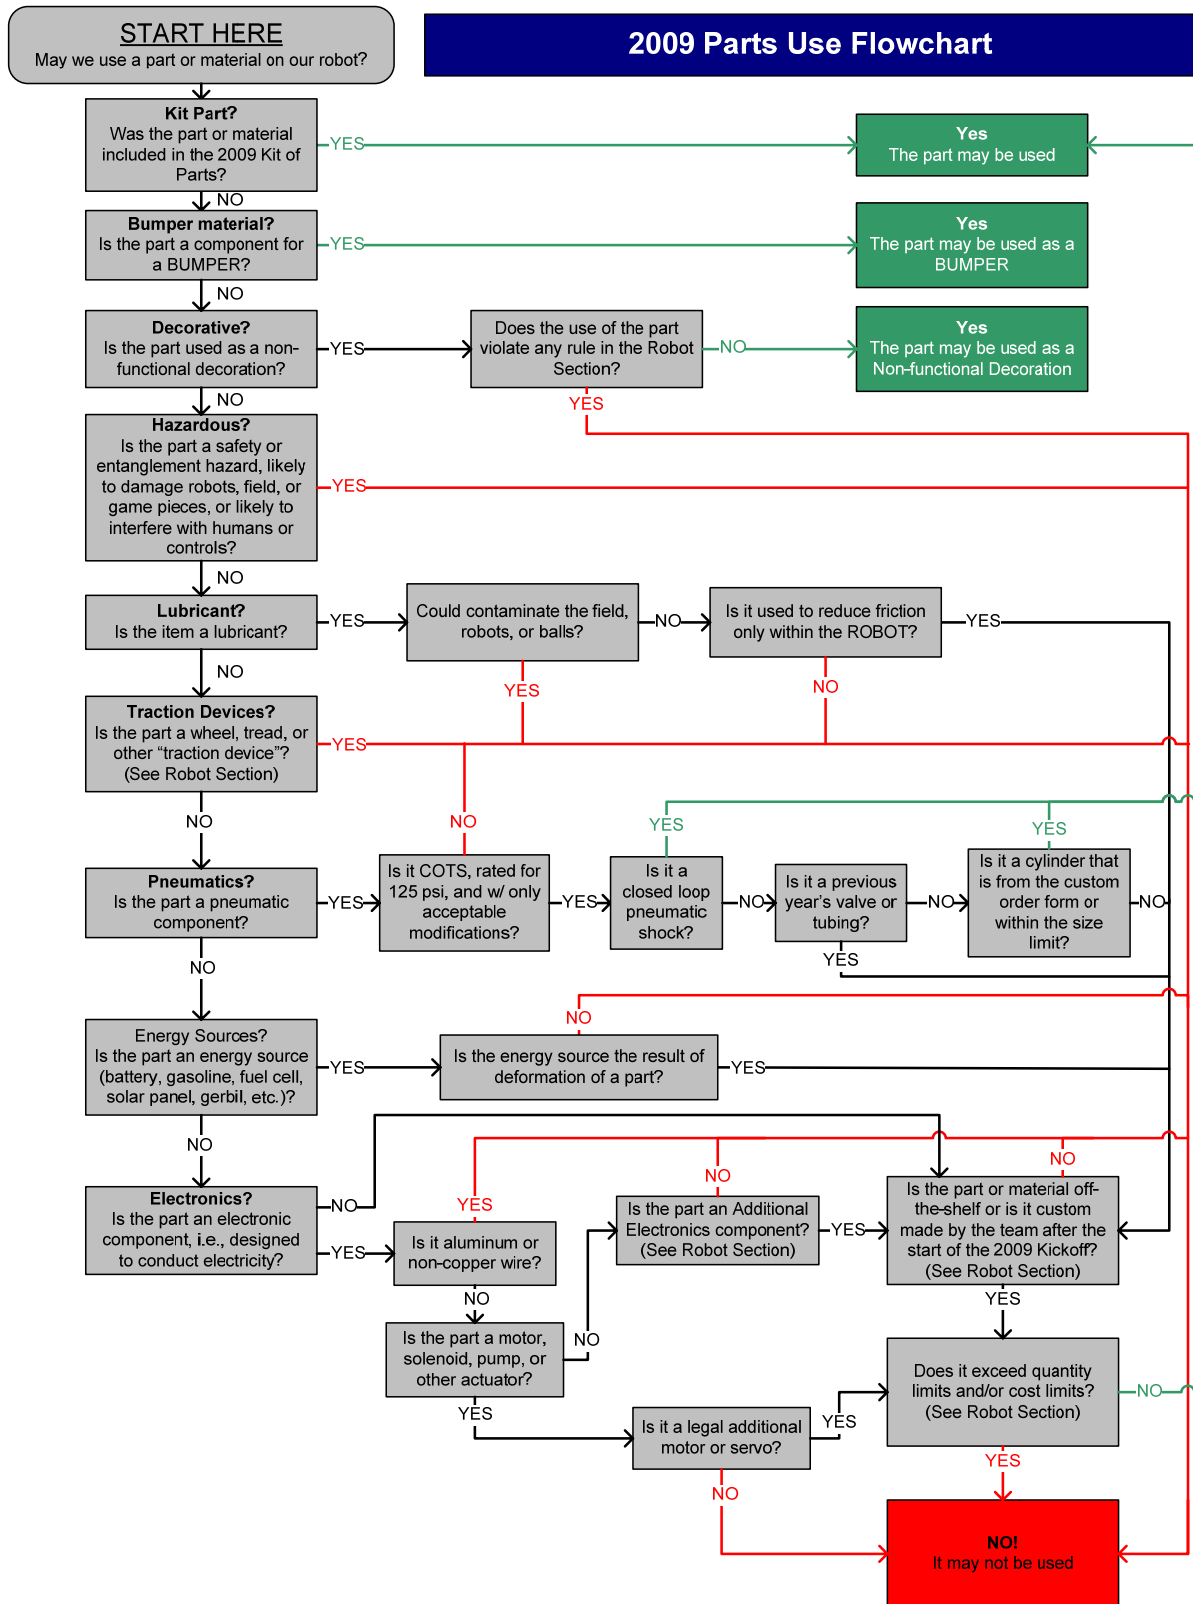 START HERE
May we use a part or material on our robot?
2009 Parts Use Flowchart
Kit Part?
Was the part or material
included in the 2009 Kit of
Parts?
YES
Yes
The part may be used
NO
Bumper material?
Is the part a component for
a BUMPER?
YES
Yes
The part may be used as a
BUMPER
NO
Decorative?
Is the part used as a non-
functional decoration?
YES
Does the use of the part
violate any rule in the Robot
Section?
NO
Yes
The part may be used as a
Non-functional Decoration
YES
NO
Hazardous?
Is the part a safety or
entanglement hazard, likely
to damage robots, field, or
game pieces, or likely to
interfere with humans or
controls?
YES
NO
Lubricant?
Is the item a lubricant?
YES
Could contaminate the field,
robots, or balls?
NO
Is it used to reduce friction
only within the ROBOT?
YES
YES
NO
NO
Traction Devices?
Is the part a wheel, tread, or
other “traction device”?
(See Robot Section)
YES
NO
NO
YES
YES
Pneumatics?
Is the part a pneumatic
component?
YES
Is it COTS, rated for
125 psi, and w/ only
acceptable
modifications?
YES
Is it a
closed loop
pneumatic
shock?
NO
Is it a previous
year's valve or
tubing?
NO
Is it a cylinder that
is from the custom
order form or
within the size
limit?
NO
YES
NO
NO
Energy Sources?
Is the part an energy source
(battery, gasoline, fuel cell,
solar panel, gerbil, etc.)?
YES
Is the energy source the result of
deformation of a part?
YES
NO
Electronics?
Is the part an electronic
component, i.e., designed
to conduct electricity?
NO
YES
YES
Is it aluminum or
non-copper wire?
NO
Is the part an Additional
Electronics component?
(See Robot Section)
YES
NO
Is the part or material off-
the-shelf or is it custom
made by the team after the
start of the 2009 Kickoff?
(See Robot Section)
NO
YES
Is the part a motor,
solenoid, pump, or
other actuator?
NO
YES
Is it a legal additional
motor or servo?
YES
Does it exceed quantity
limits and/or cost limits?
(See Robot Section)
NO
NO
YES
NO!
It may not be used